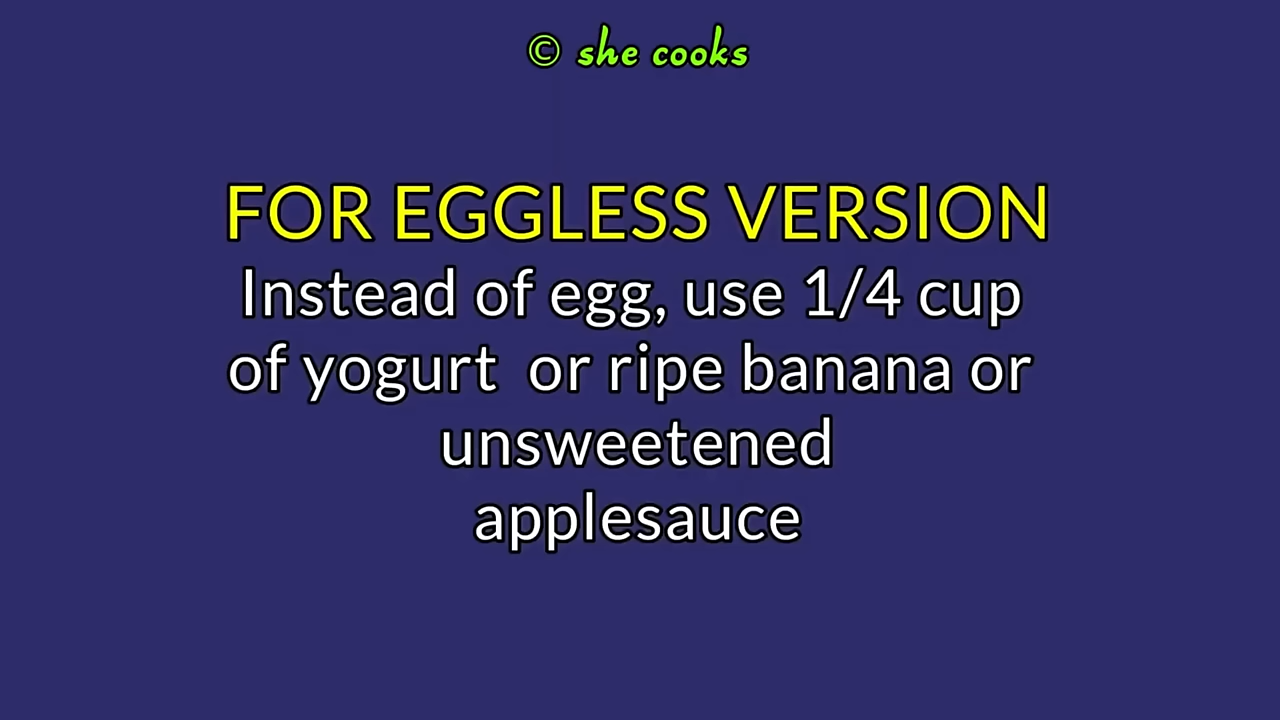 © she cooks
FOR EGGLESS VERSION
Instead of egg, use 1/4 cup
of yogurt  or ripe banana or
unsweetened
applesauce